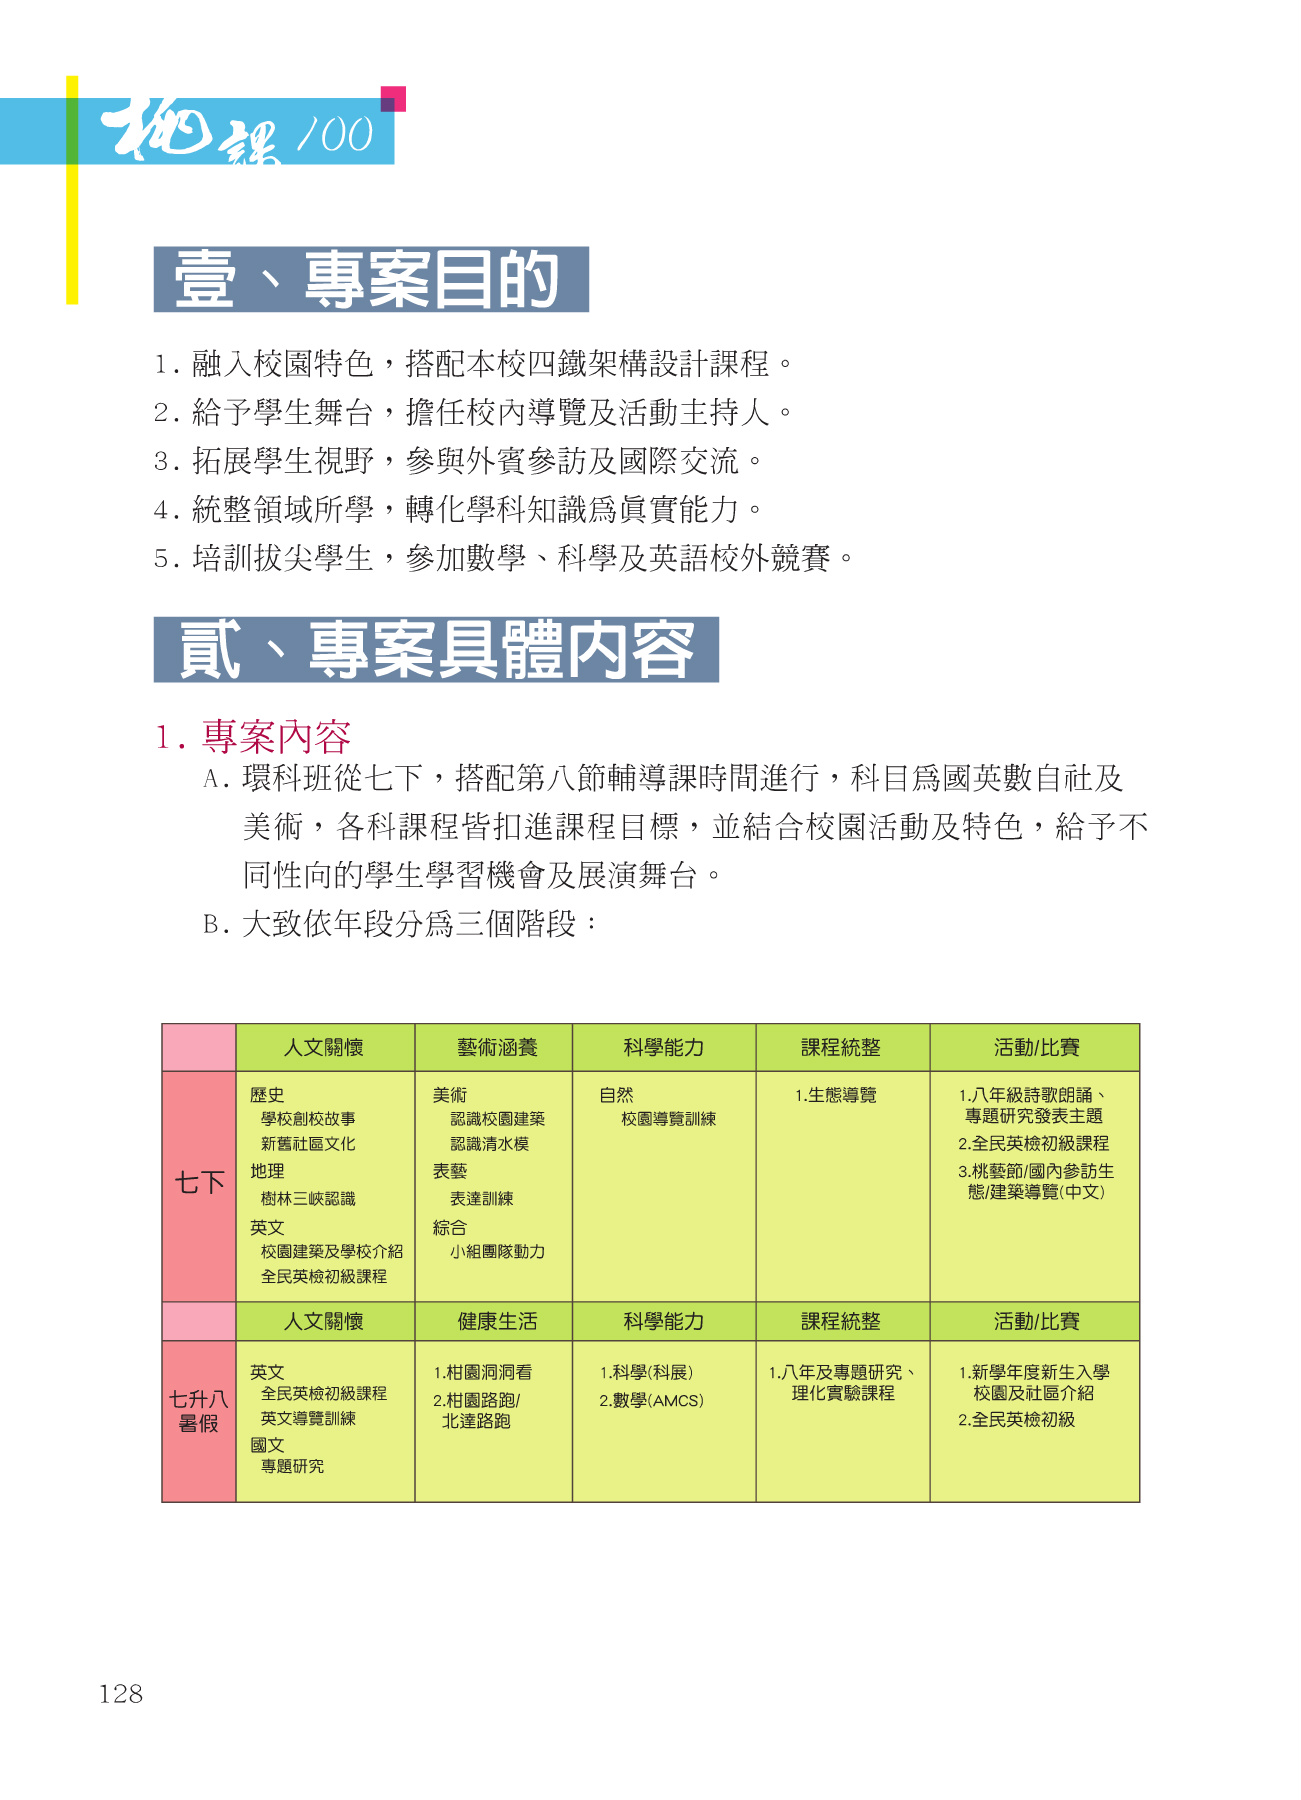 桃課100
壹、專案目的
1. 融入校園特色，搭配本校四鐵架構設計課程。
2. 給予學生舞台，擔任校內導覽及活動主持人。
3. 拓展學生視野，參與外賓參訪及國際交流。
4. 統整領域所學，轉化學科知識為真實能力。
5. 培訓拔尖學生，參加數學、科學及英語校外競賽。
貳、專案具體內容
1. 專案內容
A. 環科班從七下，搭配第八節輔導課時間進行，科目為國英數自社及
美術，各科課程皆扣進課程目標，並結合校園活動及特色，給予不
同性向的學生學習機會及展演舞台。
B. 大致依年段分為三個階段：
人文關懷 藝術涵養 科學能力 課程統整 活動/比賽
七下
歷史
學校創校故事
新舊社區文化
地理
樹林三峽認識
英文
校園建築及學校介紹
全民英檢初級課程
美術
認識校園建築
認識清水模
表藝
表達訓練
綜合
小組團隊動力
自然
校園導覽訓練
1.生態導覽
1.八年級詩歌朗誦、
專題研究發表主題
2.全民英檢初級課程
3.桃藝節/國內參訪生
態/建築導覽(中文)
人文關懷 健康生活 科學能力 課程統整 活動/比賽
七升八
暑假
英文
全民英檢初級課程
英文導覽訓練
國文
專題研究
1.柑園洞洞看
2.柑園路跑/
北達路跑
1.科學(科展)
2.數學(AMCS)
1.八年及專題研究、
理化實驗課程
1.新學年度新生入學
校園及社區介紹
2.全民英檢初級
128